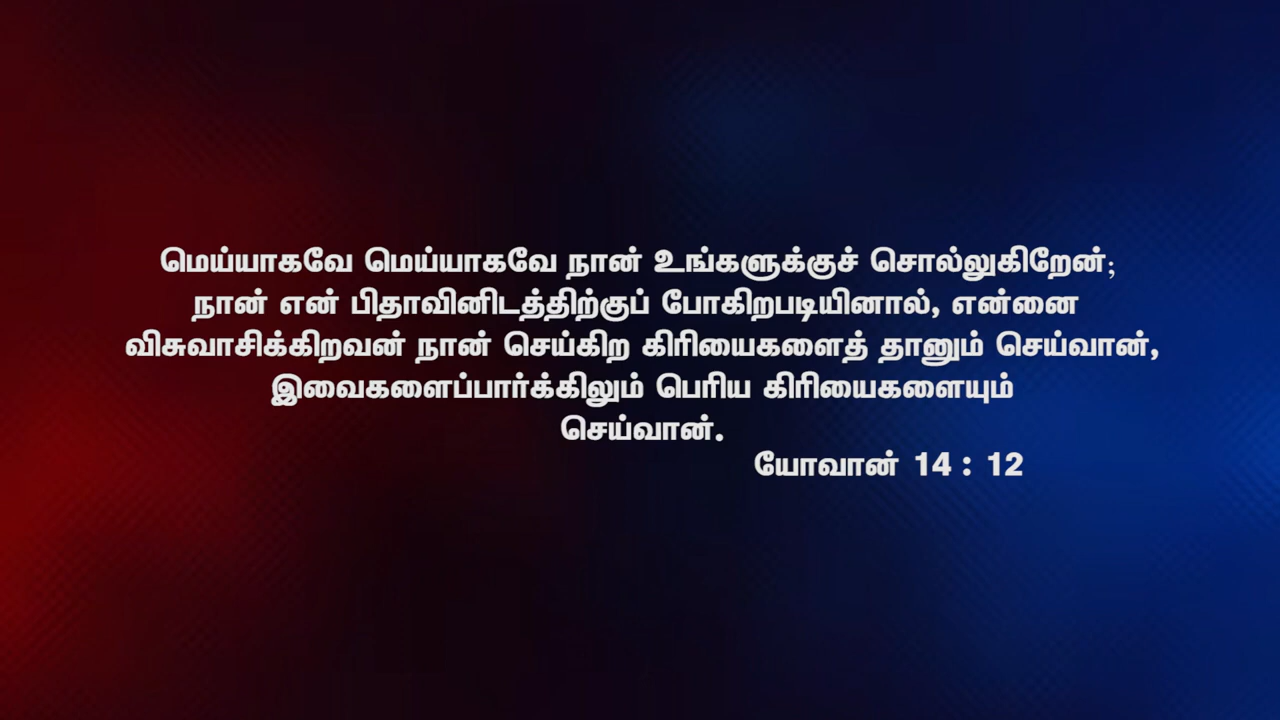 மெய்யாகவே மெய்யாகவே நான் உங்களுக்குச் சொல்லுகிறேன்;
நான் என் பிதாவினிடத்திற்குப் போகிறபடியினால், என்னை
விசுவாசிக்கிறவன் நான் செய்கிற கிரியைகளைத் தானும் செய்வான்,
இவைகளைப்பார்க்கிலும் பெரிய கிரியைகளையும்
செய்வான்.
யோவான் 14 : 12